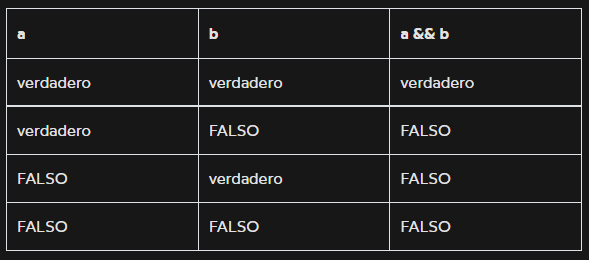 a b a && b
verdadero verdadero verdadero
verdadero FALSO FALSO
FALSO verdadero FALSO
FALSO FALSO FALSO